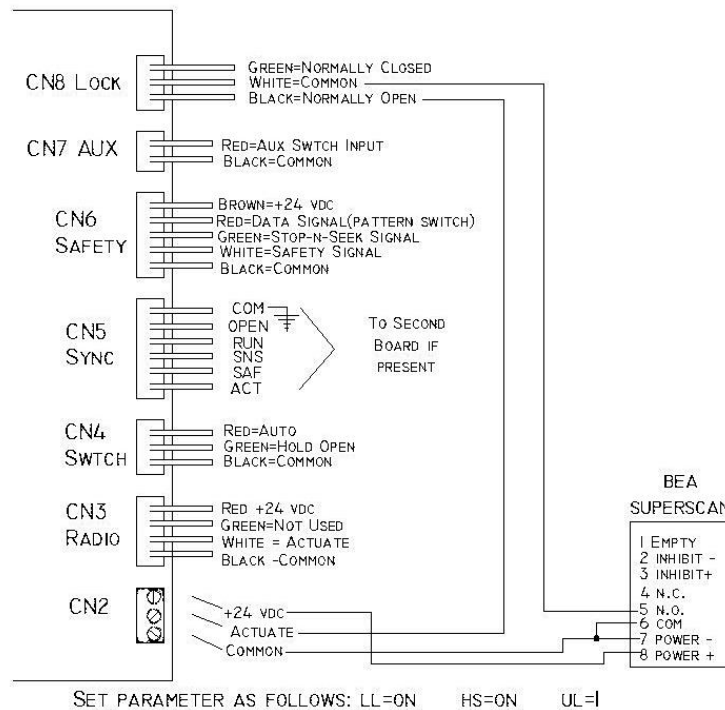 CN8 LOCK
GREEN=NORMALLY CLOSED
WHITE=COMMON
BLACK=NORMALLY OPEN
CN7 AUX
RED=AUX SWTCH INPUT
BLACK=COMMON
CN6
SAFETY
BROWN=+24 VDC
RED=DATA SIGNAL(PATTERN SWITCH)
GREEN=STOP-N-SEEK SIGNAL
WHITE=SAFETY SIGNAL
BLACK=COMMON
CN5
SYNC
COM
OPEN
RUN
SNS
SAF
ACT
TO SECOND
BOARD IF
PRESENT
CN4
SWTCH
RED=AUTO
GREEN=HOLD OPEN
BLACK=COMMON
CN3
RADIO
RED +24 VDC
GREEN=NOT USED
WHITE = ACTUATE
BLACK -COMMON
CN2
+24 VDC
ACTUATE
COMMON
BEA
SUPERSCAN
1 EMPTY
2 INHIBIT -
3 INHIBIT+
4 N.C.
5 N.O.
6 COM
7 POWER -
8 POWER +
SET PARAMETER AS FOLLOWS: LL=ON HS=ON UL=1